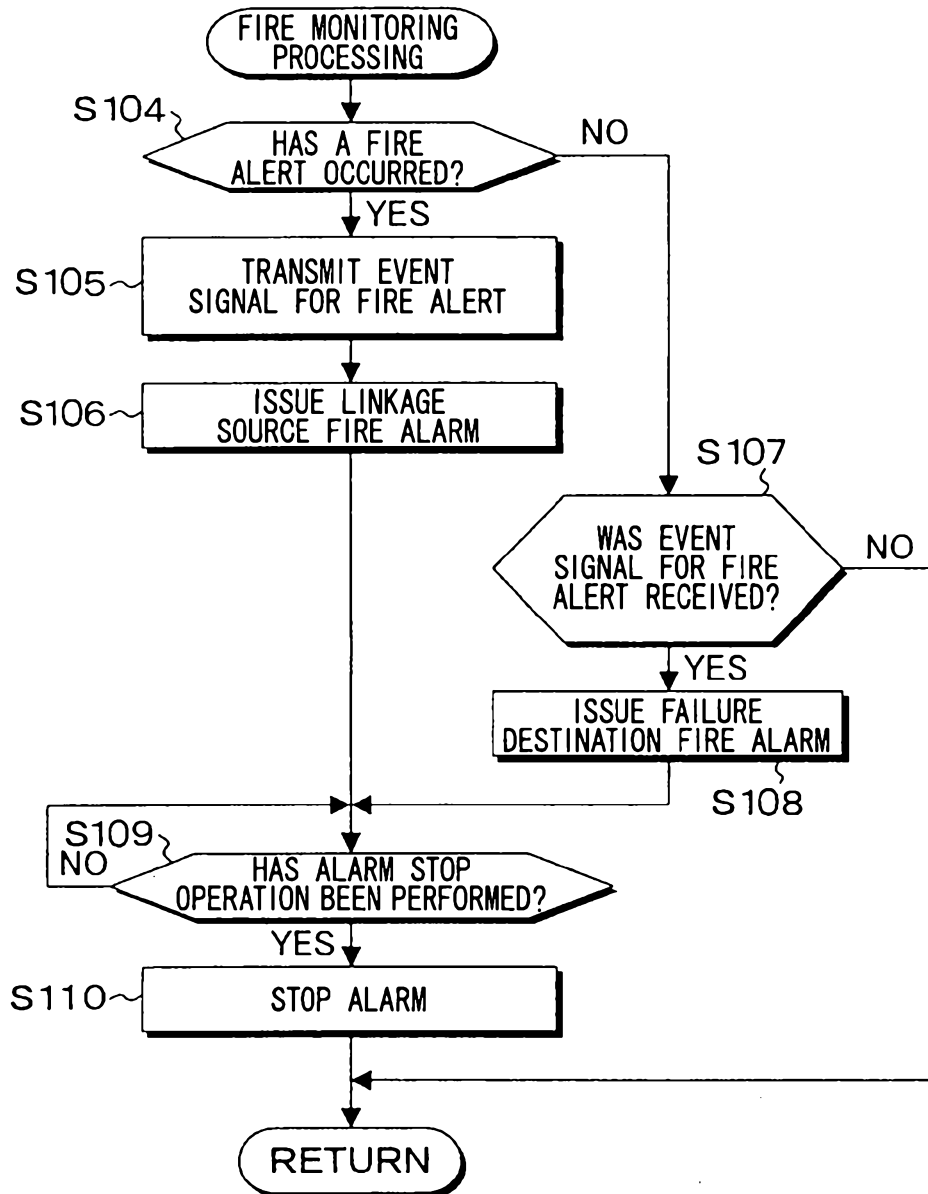 FIRE MONITORING
PROCESSING
S104
HAS A FIRE
ALERT OCCURRED?
NO
YES
S105
TRANSMIT EVENT
SIGNAL FOR FIRE ALERT
S106
ISSUE LINKAGE
SOURCE FIRE ALARM
S107
WAS EVENT
SIGNAL FOR FIRE
ALERT RECEIVED?
NO
YES
ISSUE FAILURE
DESTINATION FIRE ALARM
S108
S109
NO
HAS ALARM STOP
OPERATION BEEN PERFORMED?
YES
S110
STOP ALARM
RETURN